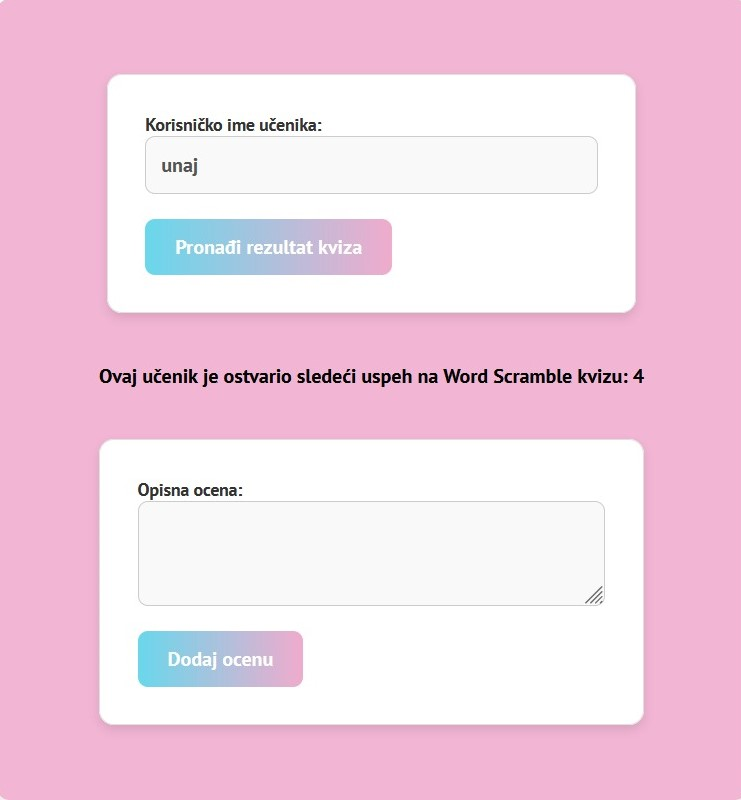 Korisničko ime učenika:
unaj
Pronađi rezultat kviza
Ovaj učenik je ostvario sledeći uspeh na Word Scramble kvizu: 4
Opisna ocena:
Dodaj ocenu